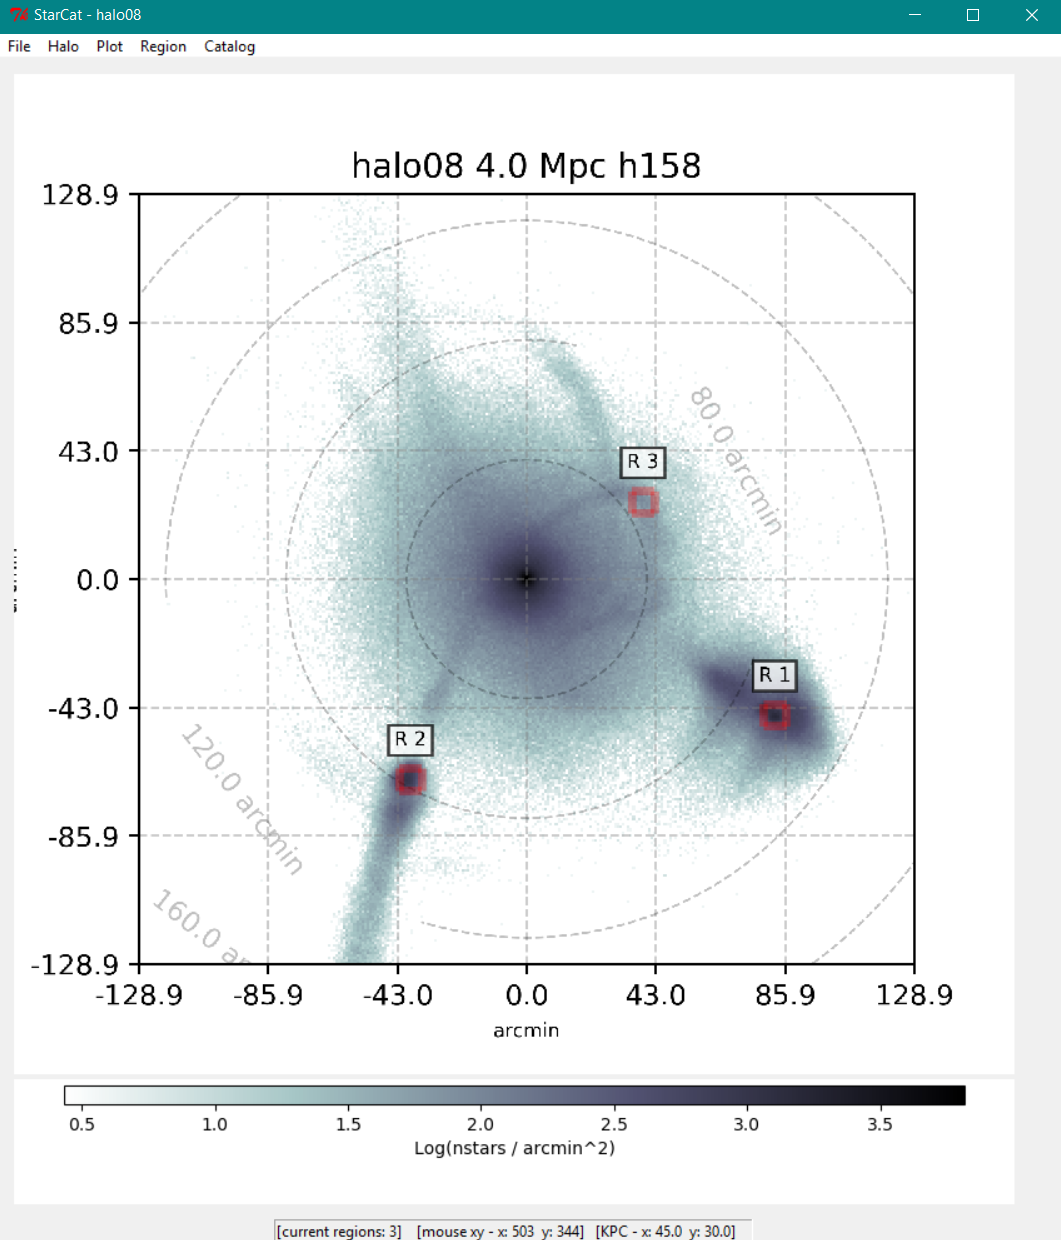 StarCat - halo08
File Halo Plot Region Catalog
halo08 4.0 Mpc h158
128.9
85.9
43.0
0.0
-43.0
-85.9
-128.9
80.0 arcmin
R 3
R 1
R 2
120.0 arcmin
160.0
-128.9 -85.9 -43.0 0.0 43.0 85.9 128.9
arcmin
0.5 1.0 1.5 2.0 2.5 3.0 3.5
Log(nstars / arcmin^2)
[current regions: 3] [mouse xy - x: 503 y: 344] [KPC - x: 45.0 y: 30.0]